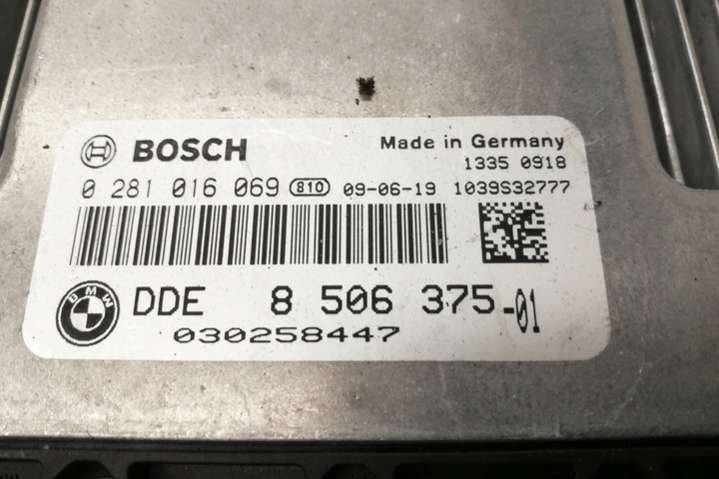 BOSCH Made in Germany
1335 0918
0 281 016 069 810 09-06-19 1039S32777
BMW DDE 8 506 375-01
030258447